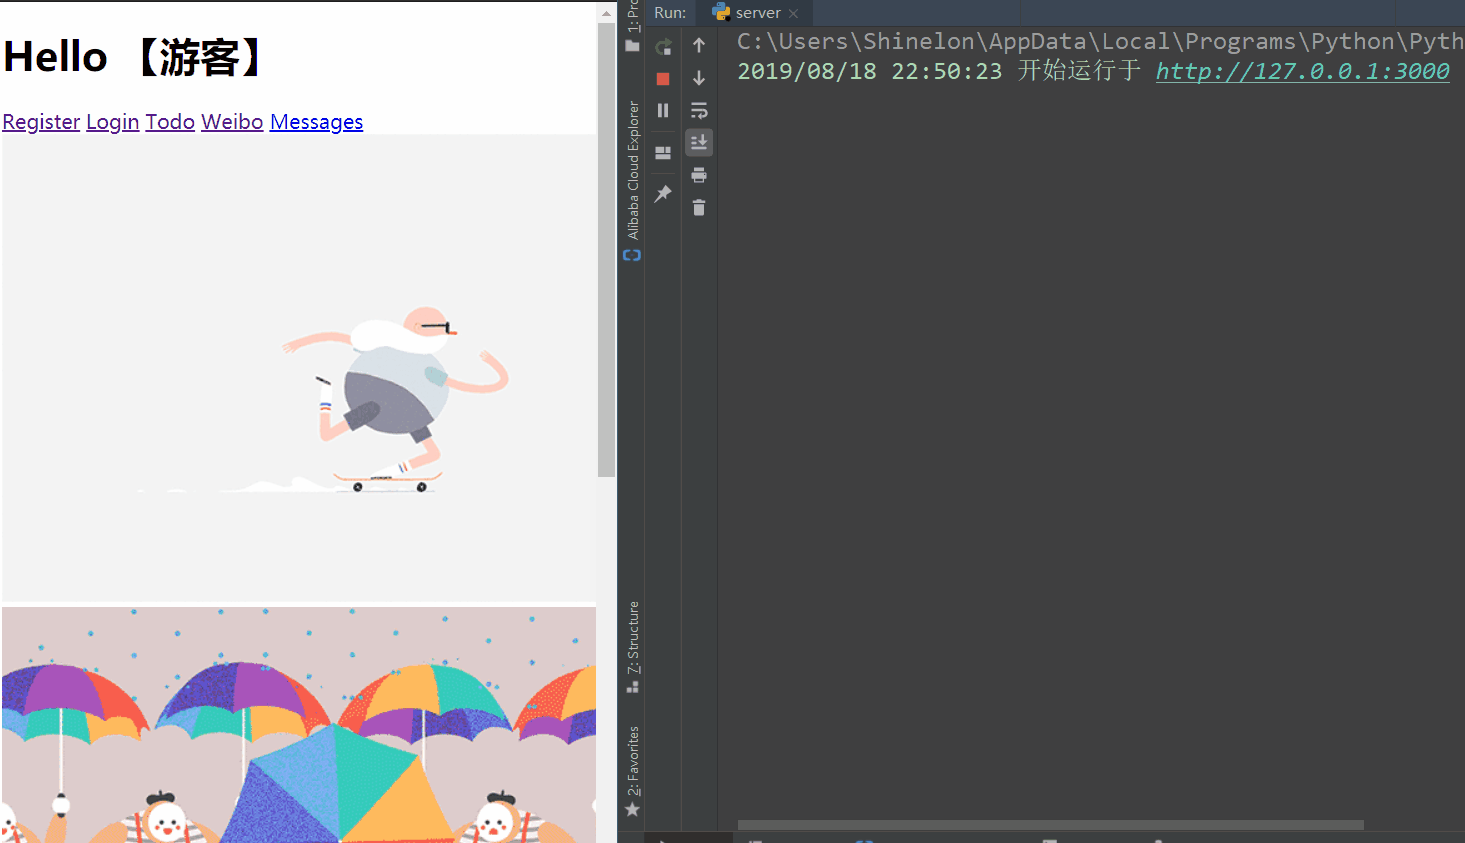 Hello 【游客】
Register Login Todo Weibo Messages
1: Pro
Alibaba Cloud Explorer
7: Structure
2: Favorites
Run: server
C:\Users\Shinelon\AppData\Local\Programs\Python\Pyth
2019/08/18 22:50:23 开始运行于 http://127.0.0.1:3000